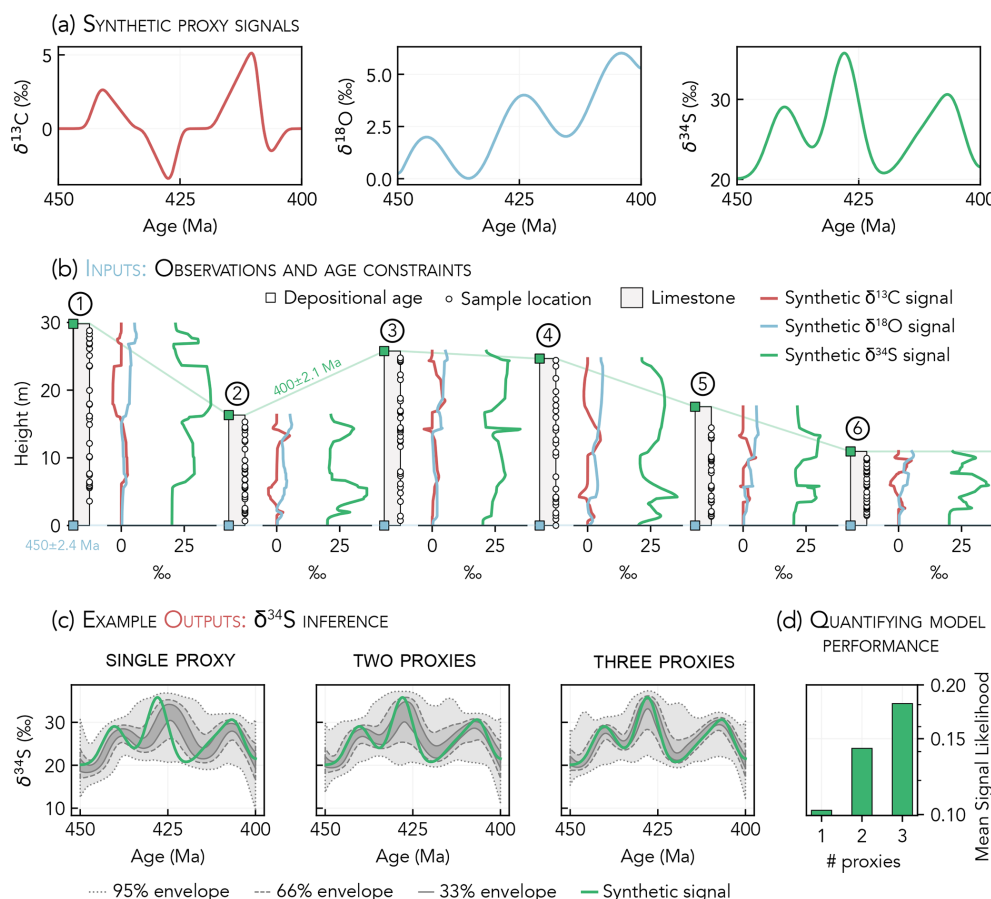 (a) Synthetic proxy signals
δ13C (‰)
5
0
450
425
400
Age (Ma)
δ18O (‰)
5.0
2.5
0.0
450
425
400
Age (Ma)
δ34S (‰)
30
20
450
425
400
Age (Ma)
(b) Inputs: Observations and age constraints
Depositional age
Sample location
Limestone
Synthetic δ13C signal
Synthetic δ18O signal
Synthetic δ34S signal
Height (m)
30
20
10
0
1
2
3
4
5
6
400±2.1 Ma
450±2.4 Ma
0 25
‰
0 25
‰
0 25
‰
0 25
‰
0 25
‰
0 25
‰
(c) Example Outputs: δ34S inference
SINGLE PROXY
TWO PROXIES
THREE PROXIES
δ34S (‰)
30
20
10
450
425
400
Age (Ma)
450
425
400
Age (Ma)
450
425
400
Age (Ma)
95% envelope
66% envelope
33% envelope
Synthetic signal
(d) Quantifying model
performance
Mean Signal Likelihood
0.20
0.15
0.10
1
2
3
# proxies